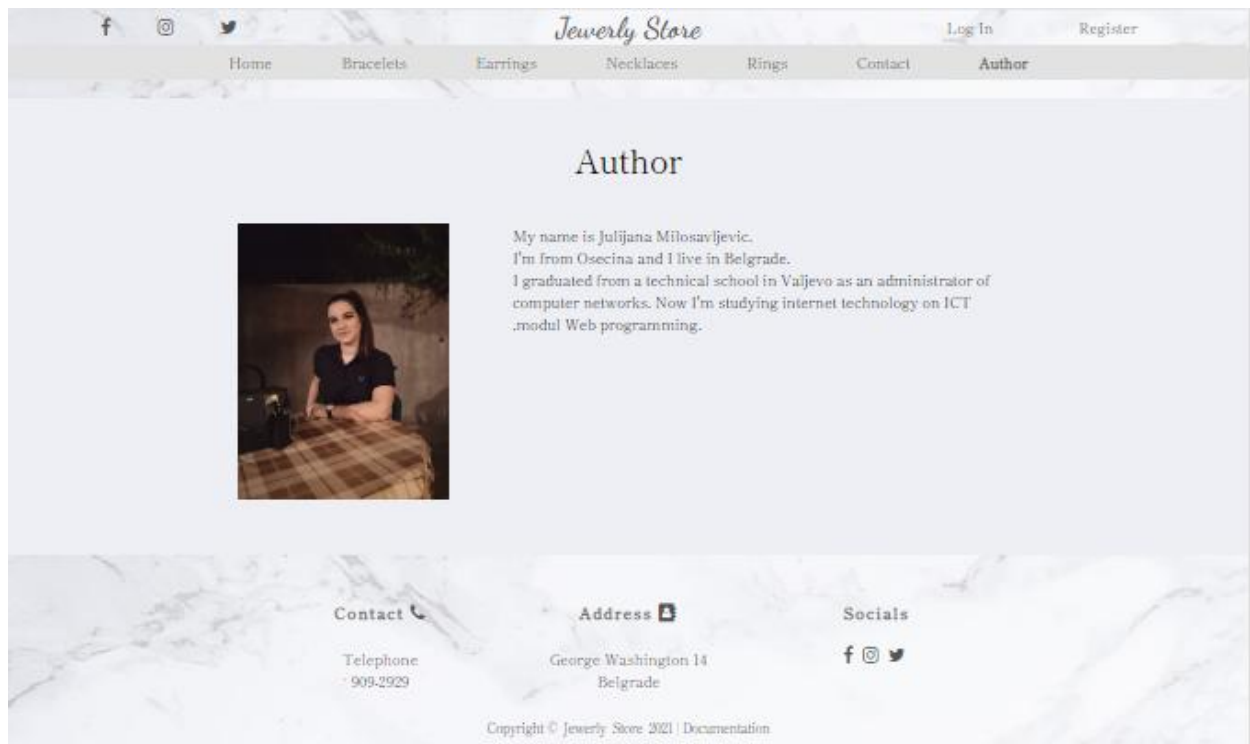 Jewerly Store
Log In
Register
Home
Bracelets
Earrings
Necklaces
Rings
Contact
Author
Author
My name is Julijana Milosavljevic.
I'm from Osecina and I live in Belgrade.
I graduated from a technical school in Valjevo as an administrator of
computer networks. Now I'm studying internet technology on ICT
.modul Web programming.
Contact
Telephone
909-2929
Address
George Washington 14
Belgrade
Socials
Copyright © Jewerly Store 2021 | Documentation